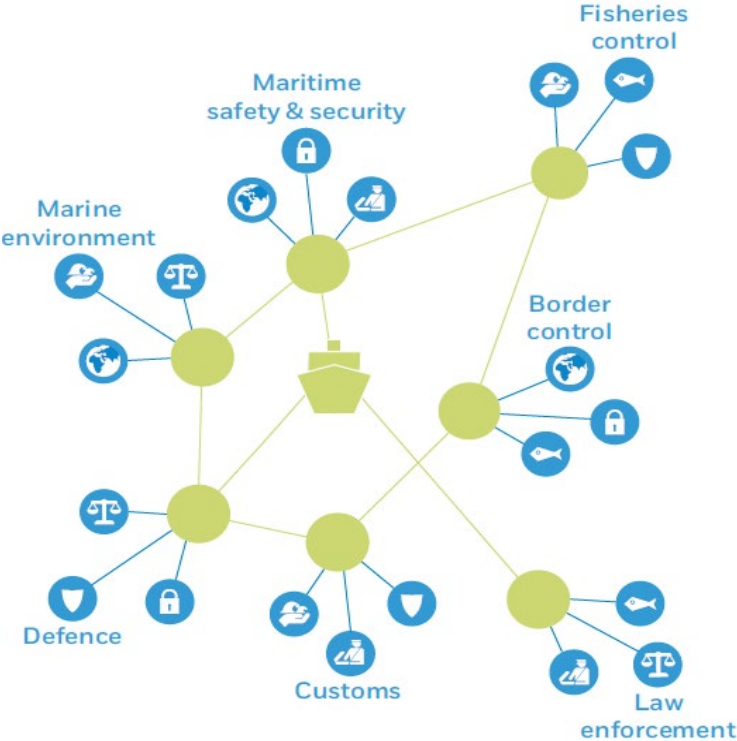 Fisheries
control
Maritime
safety & security
Marine
environment
Border
control
Defence
Customs
Law
enforcement